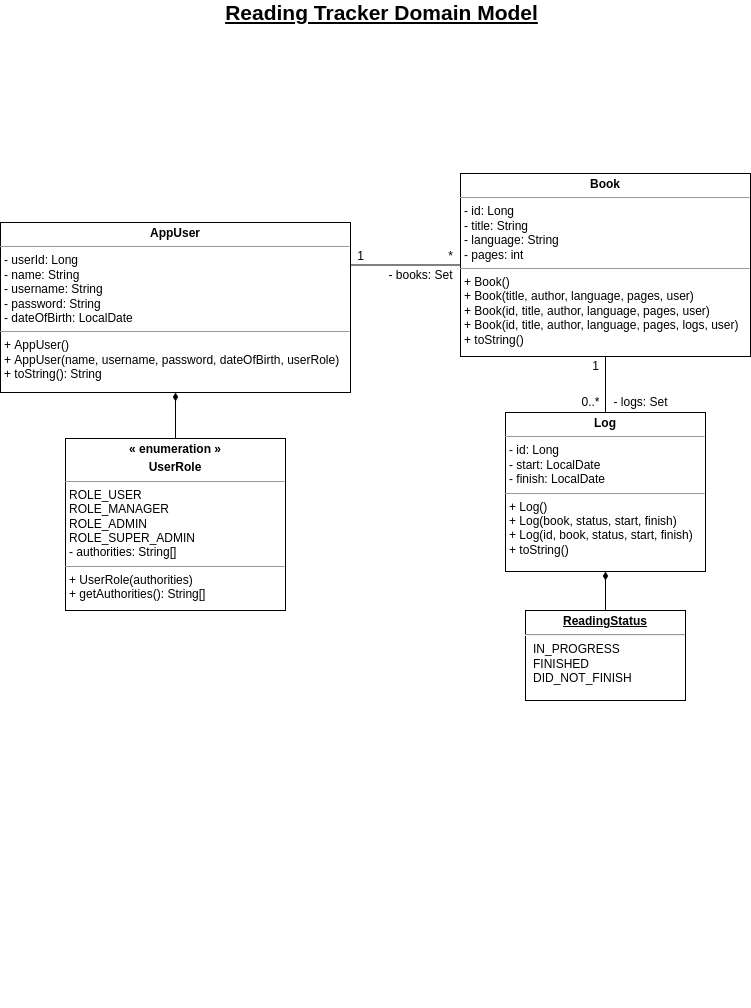 Reading Tracker Domain Model
AppUser
- userId: Long
- name: String
- username: String
- password: String
- dateOfBirth: LocalDate
+ AppUser()
+ AppUser(name, username, password, dateOfBirth, userRole)
+ toString(): String
1
*
- books: Set
Book
- id: Long
- title: String
- language: String
- pages: int
+ Book()
+ Book(title, author, language, pages, user)
+ Book(id, title, author, language, pages, user)
+ Book(id, title, author, language, pages, logs, user)
+ toString()
1
0..*
- logs: Set
« enumeration »
UserRole
ROLE_USER
ROLE_MANAGER
ROLE_ADMIN
ROLE_SUPER_ADMIN
- authorities: String[]
+ UserRole(authorities)
+ getAuthorities(): String[]
Log
- id: Long
- start: LocalDate
- finish: LocalDate
+ Log()
+ Log(book, status, start, finish)
+ Log(id, book, status, start, finish)
+ toString()
ReadingStatus
IN_PROGRESS
FINISHED
DID_NOT_FINISH